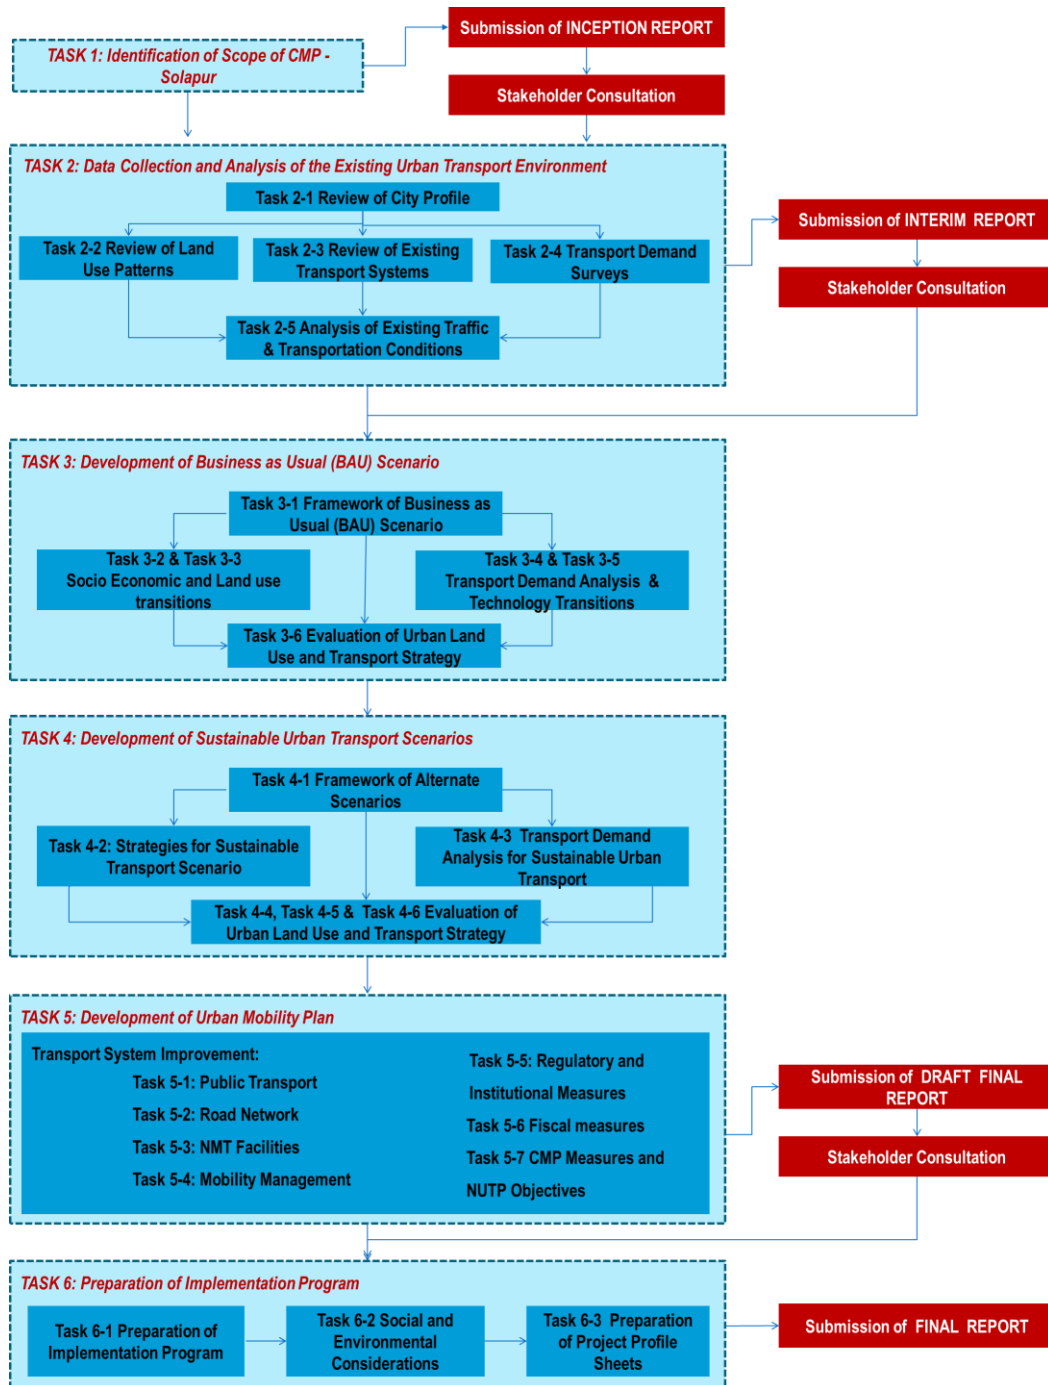 Submission of INCEPTION REPORT
TASK 1: Identification of Scope of CMP -
Solapur
Stakeholder Consultation
TASK 2: Data Collection and Analysis of the Existing Urban Transport Environment
Task 2-1 Review of City Profile
Submission of INTERIM REPORT
Task 2-2 Review of Land
Use Patterns
Task 2-3 Review of Existing
Transport Systems
Task 2-4 Transport Demand
Surveys
Stakeholder Consultation
Task 2-5 Analysis of Existing Traffic
& Transportation Conditions
TASK 3: Development of Business as Usual (BAU) Scenario
Task 3-1 Framework of Business as
Usual (BAU) Scenario
Task 3-2 & Task 3-3
Socio Economic and Land use
transitions
Task 3-4 & Task 3-5
Transport Demand Analysis &
Technology Transitions
Task 3-6 Evaluation of Urban Land
Use and Transport Strategy
TASK 4: Development of Sustainable Urban Transport Scenarios
Task 4-1 Framework of Alternate
Scenarios
Task 4-2: Strategies for Sustainable
Transport Scenario
Task 4-3 Transport Demand
Analysis for Sustainable Urban
Transport
Task 4-4, Task 4-5 & Task 4-6 Evaluation of
Urban Land Use and Transport Strategy
TASK 5: Development of Urban Mobility Plan
Transport System Improvement:
Task 5-1: Public Transport
Task 5-2: Road Network
Task 5-3: NMT Facilities
Task 5-4: Mobility Management
Task 5-5: Regulatory and
Institutional Measures
Task 5-6 Fiscal measures
Task 5-7 CMP Measures and
NUTP Objectives
Submission of DRAFT FINAL
REPORT
Stakeholder Consultation
TASK 6: Preparation of Implementation Program
Task 6-1 Preparation of
Implementation Program
Task 6-2 Social and
Environmental
Considerations
Task 6-3 Preparation
of Project Profile
Sheets
Submission of FINAL REPORT